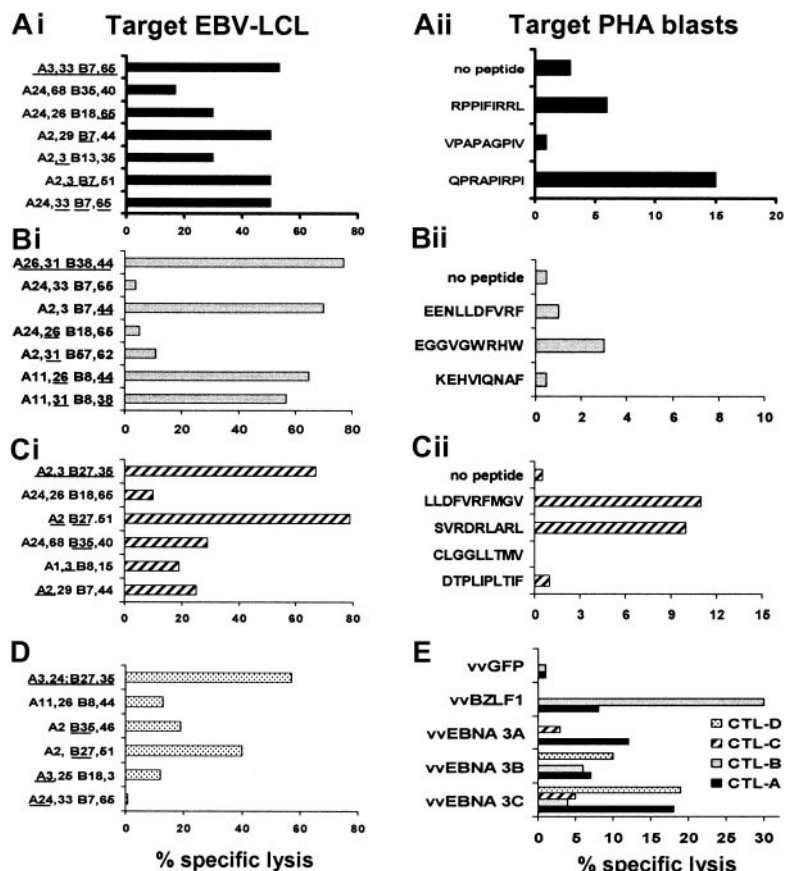 Ai Target EBV-LCL
A3,33 B7,65
A24,68 B35,40
A24,26 B18,65
A2,29 B7,44
A2,3 B13,35
A2,3 B7,51
A24,33 B7,65
0 20 40 60 80
Aii Target PHA blasts
no peptide
RPPIFIRRL
VPAPAGPIV
QPRAPIRPI
0 5 10 15 20
Bi
A26,31 B38,44
A24,33 B7,65
A2,3 B7,44
A24,26 B18,65
A2,31 B57,62
A11,26 B8,44
A11,31 B8,38
0 20 40 60 80
Bii
no peptide
EENLLDFVRF
EGGVGWRHW
KEHVIQNAF
0 2 4 6 8 10
Ci
A2,3 B27,35
A24,26 B18,65
A2 B27,51
A24,68 B35,40
A1,3 B8,15
A2,29 B7,44
0 20 40 60 80
Cii
no peptide
LLDFVRFMGV
SVRDRLARL
CLGGLLTMV
DTPLIPLTIF
0 3 6 9 12 15
D
A3,24: B27,35
A11,26 B8,44
A2 B35,46
A2, B27,51
A3,25 B18,3
A24,33 B7,65
0 20 40 60 80
% specific lysis
E
vvGFP
vvBZLF1
vvEBNA 3A
vvEBNA 3B
vvEBNA 3C
CTL-D
CTL-C
CTL-B
CTL-A
0 5 10 15 20 25 30
% specific lysis